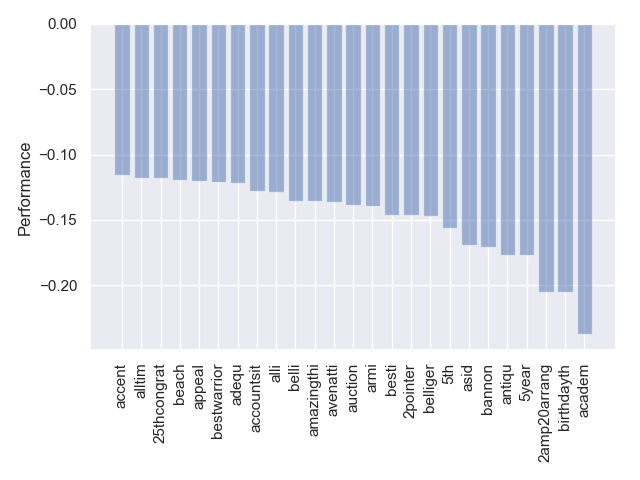 0.00
−0.05
−0.10
−0.15
−0.20
Performance
accent
alltim
25thcongrat
beach
appeal
bestwarrior
adequ
accountsit
alli
belli
amazingthi
avenatti
auction
armi
besti
2pointer
belliger
5th
asid
bannon
antiqu
5year
2amp20arrang
birthdayth
academ